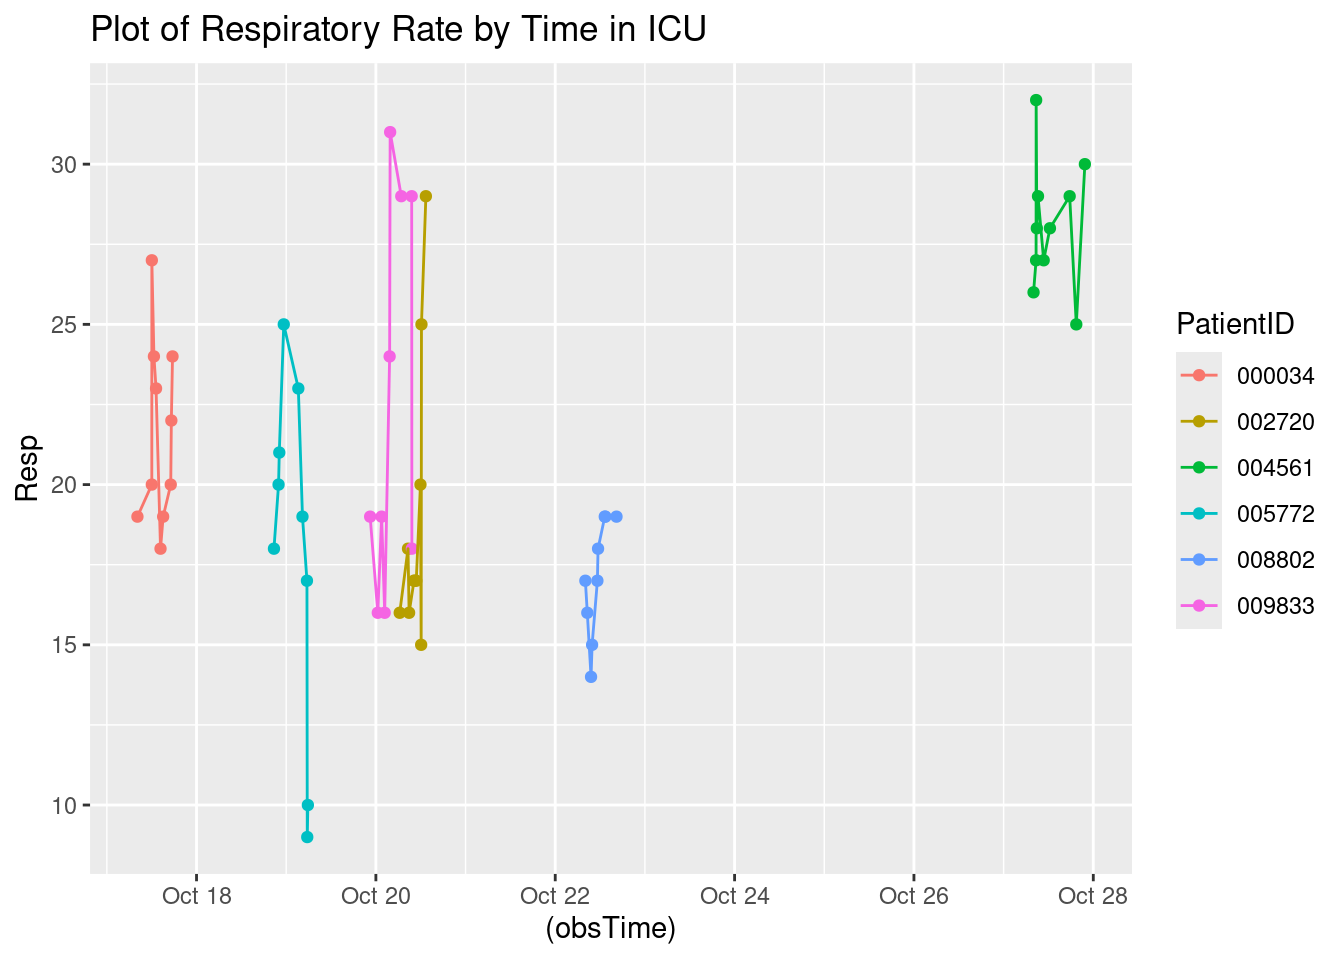 Plot of Respiratory Rate by Time in ICU
Resp
30
25
20
15
10
Oct 18
Oct 20
Oct 22
Oct 24
Oct 26
Oct 28
(obsTime)
PatientID
000034
002720
004561
005772
008802
009833